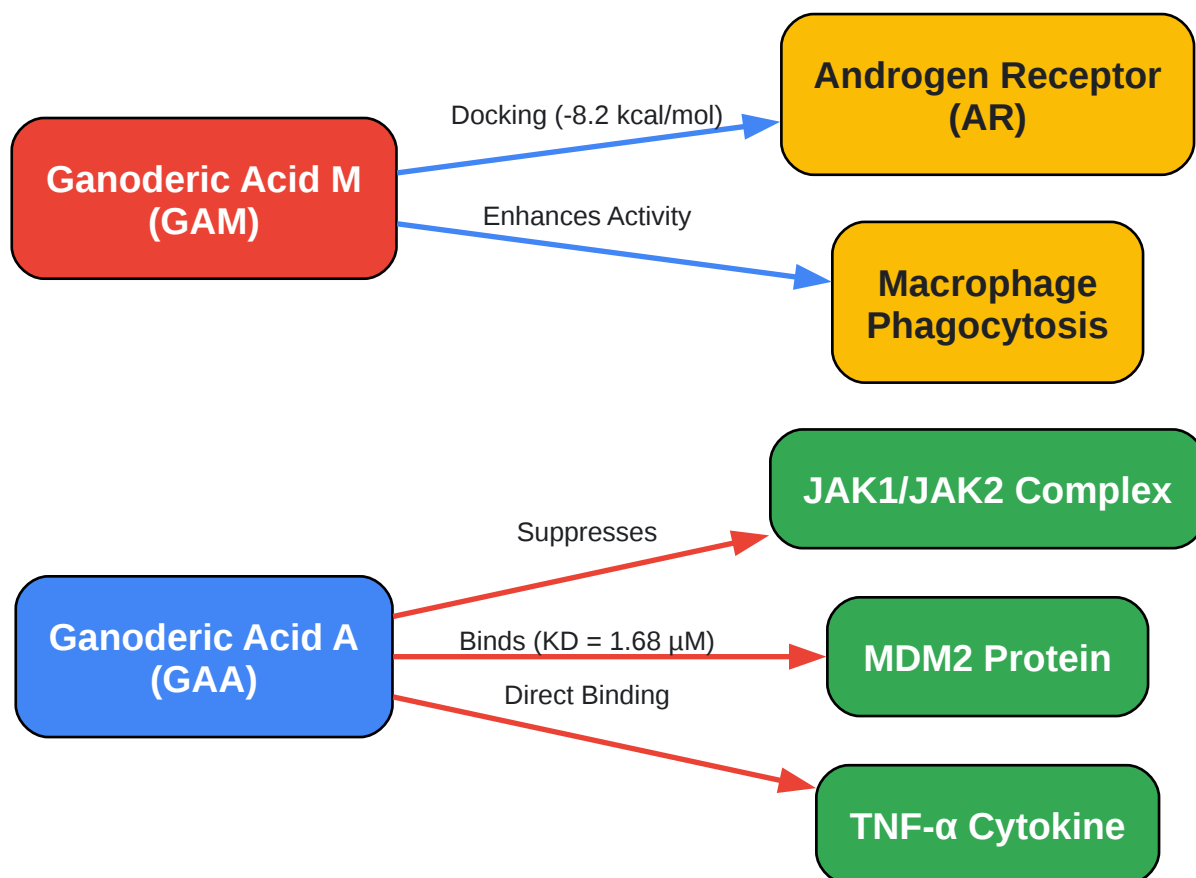 Androgen Receptor
(AR)
Docking (-8.2 kcal/mol)
Ganoderic Acid M
(GAM)
Enhances Activity
Macrophage
Phagocytosis
JAK1/JAK2 Complex
Suppresses
Ganoderic Acid A
(GAA)
Binds (KD = 1.68 µM)
MDM2 Protein
Direct Binding
TNF-α Cytokine